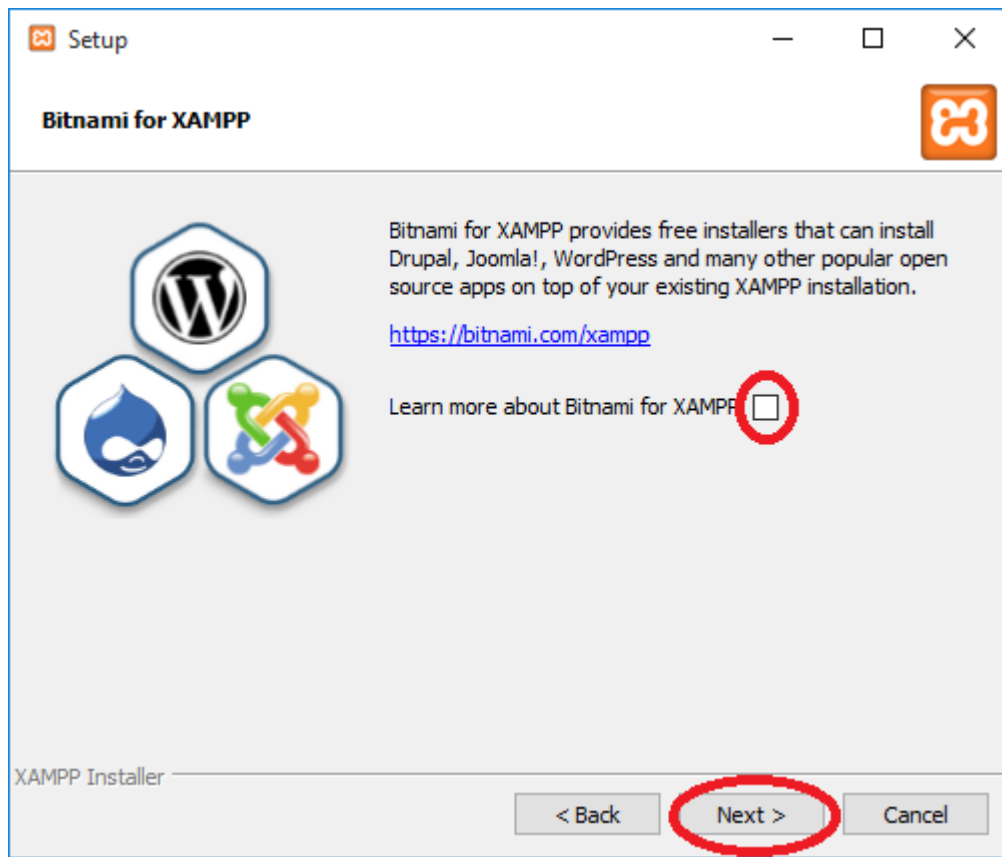 Setup
Bitnami for XAMPP
Bitnami for XAMPP provides free installers that can install
Drupal, Joomla!, WordPress and many other popular open
source apps on top of your existing XAMPP installation.
https://bitnami.com/xampp
Learn more about Bitnami for XAMPP
XAMPP Installer
< Back
Next >
Cancel